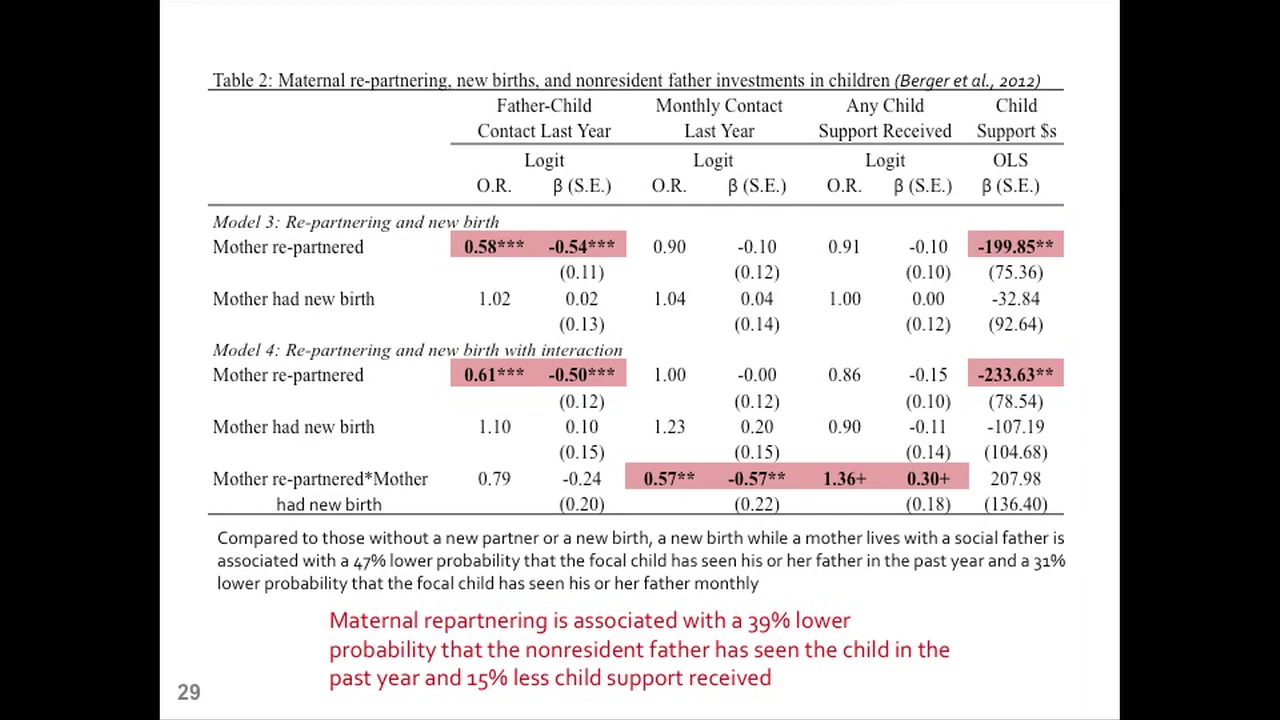 Table 2: Maternal re-partnering, new births, and nonresident father investments in children (Berger et al., 2012)
Father-Child Monthly Contact Any Child Child
Contact Last Year Last Year Support Received Support $s
Logit Logit Logit OLS
O.R. β (S.E.) O.R. β (S.E.) O.R. β (S.E.) β (S.E.)
Model 3: Re-partnering and new birth
Mother re-partnered 0.58*** -0.54*** 0.90 -0.10 0.91 -0.10 -199.85**
(0.11) (0.12) (0.10) (75.36)
Mother had new birth 1.02 0.02 1.04 0.04 1.00 0.00 -32.84
(0.13) (0.14) (0.12) (92.64)
Model 4: Re-partnering and new birth with interaction
Mother re-partnered 0.61*** -0.50*** 1.00 -0.00 0.86 -0.15 -233.63**
(0.12) (0.12) (0.10) (78.54)
Mother had new birth 1.10 0.10 1.23 0.20 0.90 -0.11 -107.19
(0.15) (0.15) (0.14) (104.68)
Mother re-partnered*Mother 0.79 -0.24 0.57** -0.57** 1.36+ 0.30+ 207.98
had new birth (0.20) (0.22) (0.18) (136.40)
Compared to those without a new partner or a new birth, a new birth while a mother lives with a social father is
associated with a 47% lower probability that the focal child has seen his or her father in the past year and a 31%
lower probability that the focal child has seen his or her father monthly
Maternal repartnering is associated with a 39% lower
probability that the nonresident father has seen the child in the
past year and 15% less child support received
29